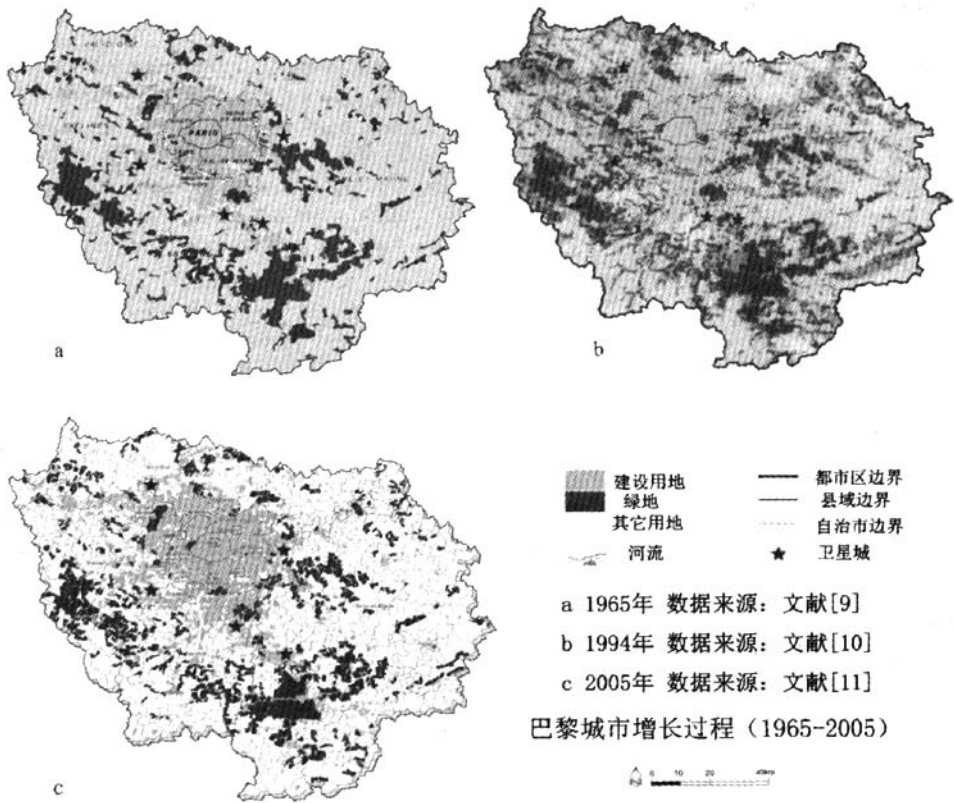 PARIS
a
b
c
建设用地
绿地
其它用地
河流
都市区边界
县域边界
自治市边界
卫星城
a 1965年 数据来源: 文献[9]
b 1994年 数据来源: 文献[10]
c 2005年 数据来源: 文献[11]
巴黎城市增长过程（1965-2005）
0 10 20 40km